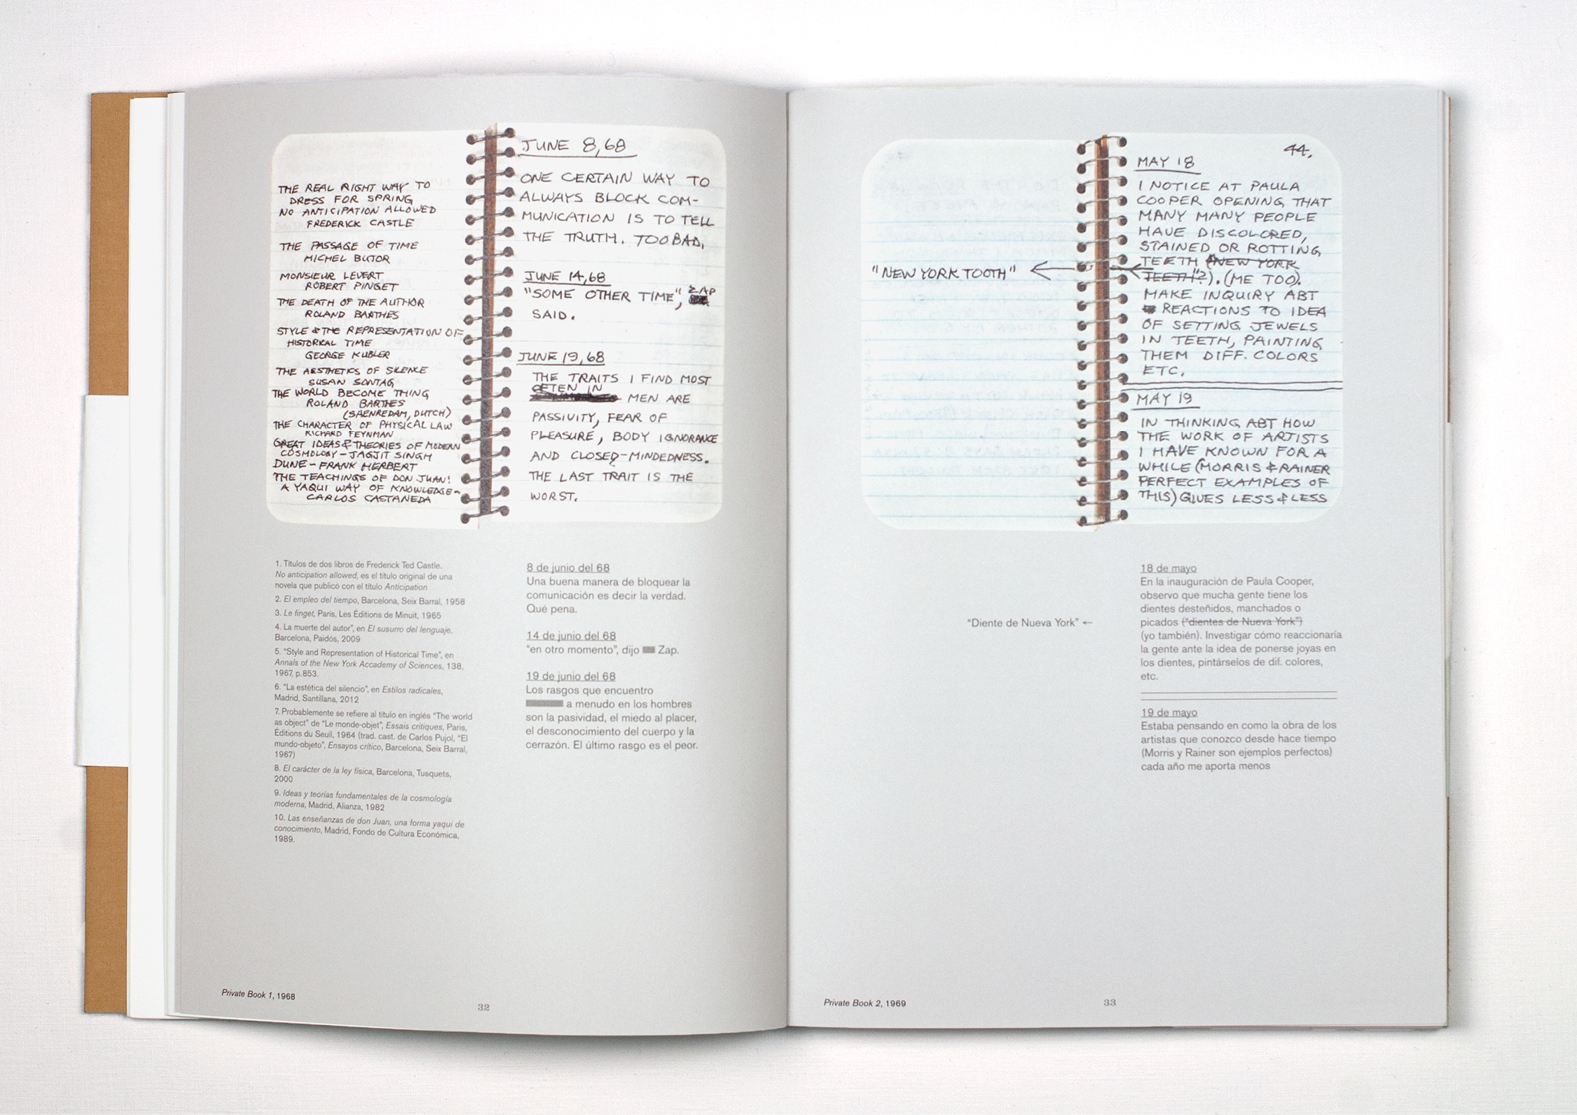 THE REAL RIGHT WAY TO
DRESS FOR SPRING
NO ANTICIPATION ALLOWED
FREDERICK CASTLE
THE PASSAGE OF TIME
MICHEL BUTOR
MONSIEUR LEVERT
ROBERT PINGET
THE DEATH OF THE AUTHOR
ROLAND BARTHES
STYLE & THE REPRESENTATION OF
HISTORICAL TIME
GEORGE KUBLER
THE AESTHETICS OF SILENCE
SUSAN SONTAG
THE WORLD BECOME THING
ROLAND BARTHES
(SAENREDAM, DUTCH)
THE CHARACTER OF PHYSICAL LAW
RICHARD FEYNMAN
GREAT IDEAS & THEORIES OF MODERN
COSMOLOGY – JAGJIT SINGH
DUNE – FRANK HERBERT
THE TEACHINGS OF DON JUAN:
A YAQUI WAY OF KNOWLEDGE –
CARLOS CASTANEDA
JUNE 8, 68
ONE CERTAIN WAY TO
ALWAYS BLOCK COM-
MUNICATION IS TO TELL
THE TRUTH. TOO BAD.
JUNE 14, 68
"SOME OTHER TIME", ZAP
SAID.
JUNE 19, 68
THE TRAITS I FIND MOST
OFTEN IN
MEN ARE
PASSIVITY, FEAR OF
PLEASURE, BODY IGNORANCE
AND CLOSED-MINDEDNESS.
THE LAST TRAIT IS THE
WORST.
1. Títulos de dos libros de Frederick Ted Castle.
No anticipation allowed, es el título original de una
novela que publicó con el título Anticipation
2. El empleo del tiempo, Barcelona, Seix Barral, 1958
3. Le finget, Paris, Les Éditions de Minuit, 1965
4. La muerte del autor", en El susurro del lenguaje,
Barcelona, Paidós, 2009
5. "Style and Representation of Historical Time", en
Annals of the New York Accademy of Sciences, 138,
1967, p.853.
6. "La estética del silencio", en Estilos radicales,
Madrid, Santillana, 2012
7. Probablemente se refiere al título en inglés "The world
as object" de "Le monde-objet", Essais critiques, Paris,
Éditions du Seuil, 1964 (trad. cast. de Carlos Pujol, "El
mundo-objeto", Ensayos crítico, Barcelona, Seix Barral,
1967)
8. El carácter de la ley física, Barcelona, Tusquets,
2000
9. Ideas y teorías fundamentales de la cosmología
moderna, Madrid, Alianza, 1982
10. Las enseñanzas de don Juan, una forma yaqui de
conocimiento, Madrid, Fondo de Cultura Económica,
1989.
8 de junio del 68
Una buena manera de bloquear la
comunicación es decir la verdad.
Qué pena.
14 de junio del 68
"en otro momento", dijo Zap.
19 de junio del 68
Los rasgos que encuentro
a menudo en los hombres
son la pasividad, el miedo al placer,
el desconocimiento del cuerpo y la
cerrazón. El último rasgo es el peor.
Private Book 1, 1968
32
"NEW YORK TOOTH" ←
44,
MAY 18
I NOTICE AT PAULA
COOPER OPENING, THAT
MANY MANY PEOPLE
HAVE DISCOLORED,
STAINED OR ROTTING
TEETH ("NEW YORK
TEETH"?). (ME TOO).
MAKE INQUIRY ABT
REACTIONS TO IDEA
OF SETTING JEWELS
IN TEETH, PAINTING
THEM DIFF. COLORS
ETC.
MAY 19
IN THINKING ABT HOW
THE WORK OF ARTISTS
I HAVE KNOWN FOR A
WHILE (MORRIS & RAINER
PERFECT EXAMPLES OF
THIS) GIVES LESS & LESS
"Diente de Nueva York" ←
18 de mayo
En la inauguración de Paula Cooper,
observo que mucha gente tiene los
dientes desteñidos, manchados o
picados ("dientes de Nueva York")
(yo también). Investigar cómo reaccionaría
la gente ante la idea de ponerse joyas en
los dientes, pintárselos de dif. colores,
etc.
19 de mayo
Estaba pensando en como la obra de los
artistas que conozco desde hace tiempo
(Morris y Rainer son ejemplos perfectos)
cada año me aporta menos
Private Book 2, 1969
33